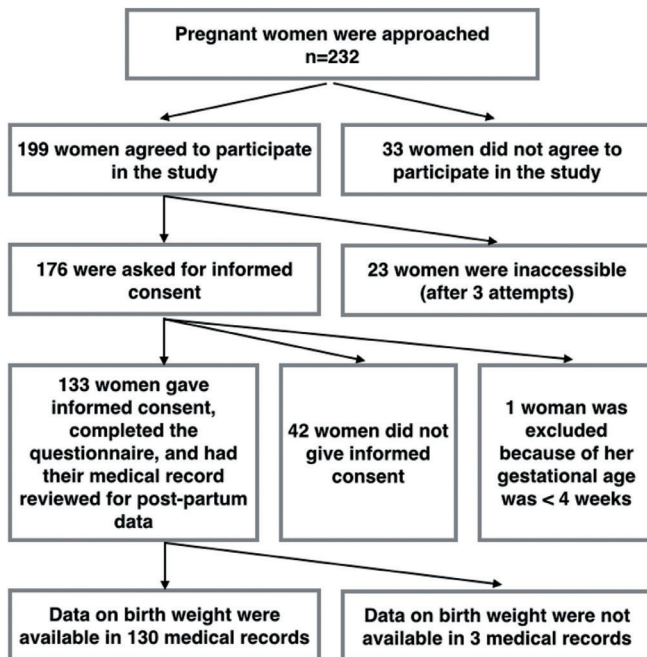 Pregnant women were approached
n=232
199 women agreed to participate
in the study
33 women did not agree to
participate in the study
176 were asked for informed
consent
23 women were inaccessible
(after 3 attempts)
133 women gave
informed consent,
completed the
questionnaire, and had
their medical record
reviewed for post-partum
data
42 women did not
give informed
consent
1 woman was
excluded
because of her
gestational age
was < 4 weeks
Data on birth weight were
available in 130 medical records
Data on birth weight were not
available in 3 medical records